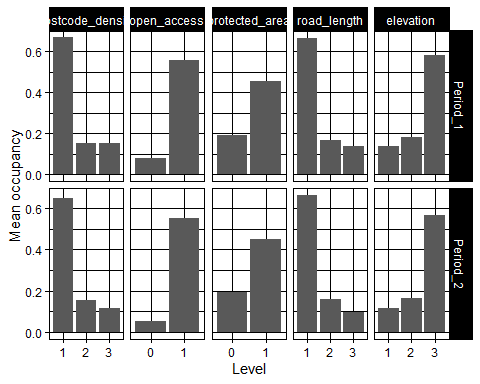 ostcode_dens
open_access
protected_area
road_length
elevation
Mean occupancy
0.6
0.4
0.2
0.0
Period_1
0.6
0.4
0.2
0.0
Period_2
1 2 3
0 1
0 1
1 2 3
1 2 3
Level